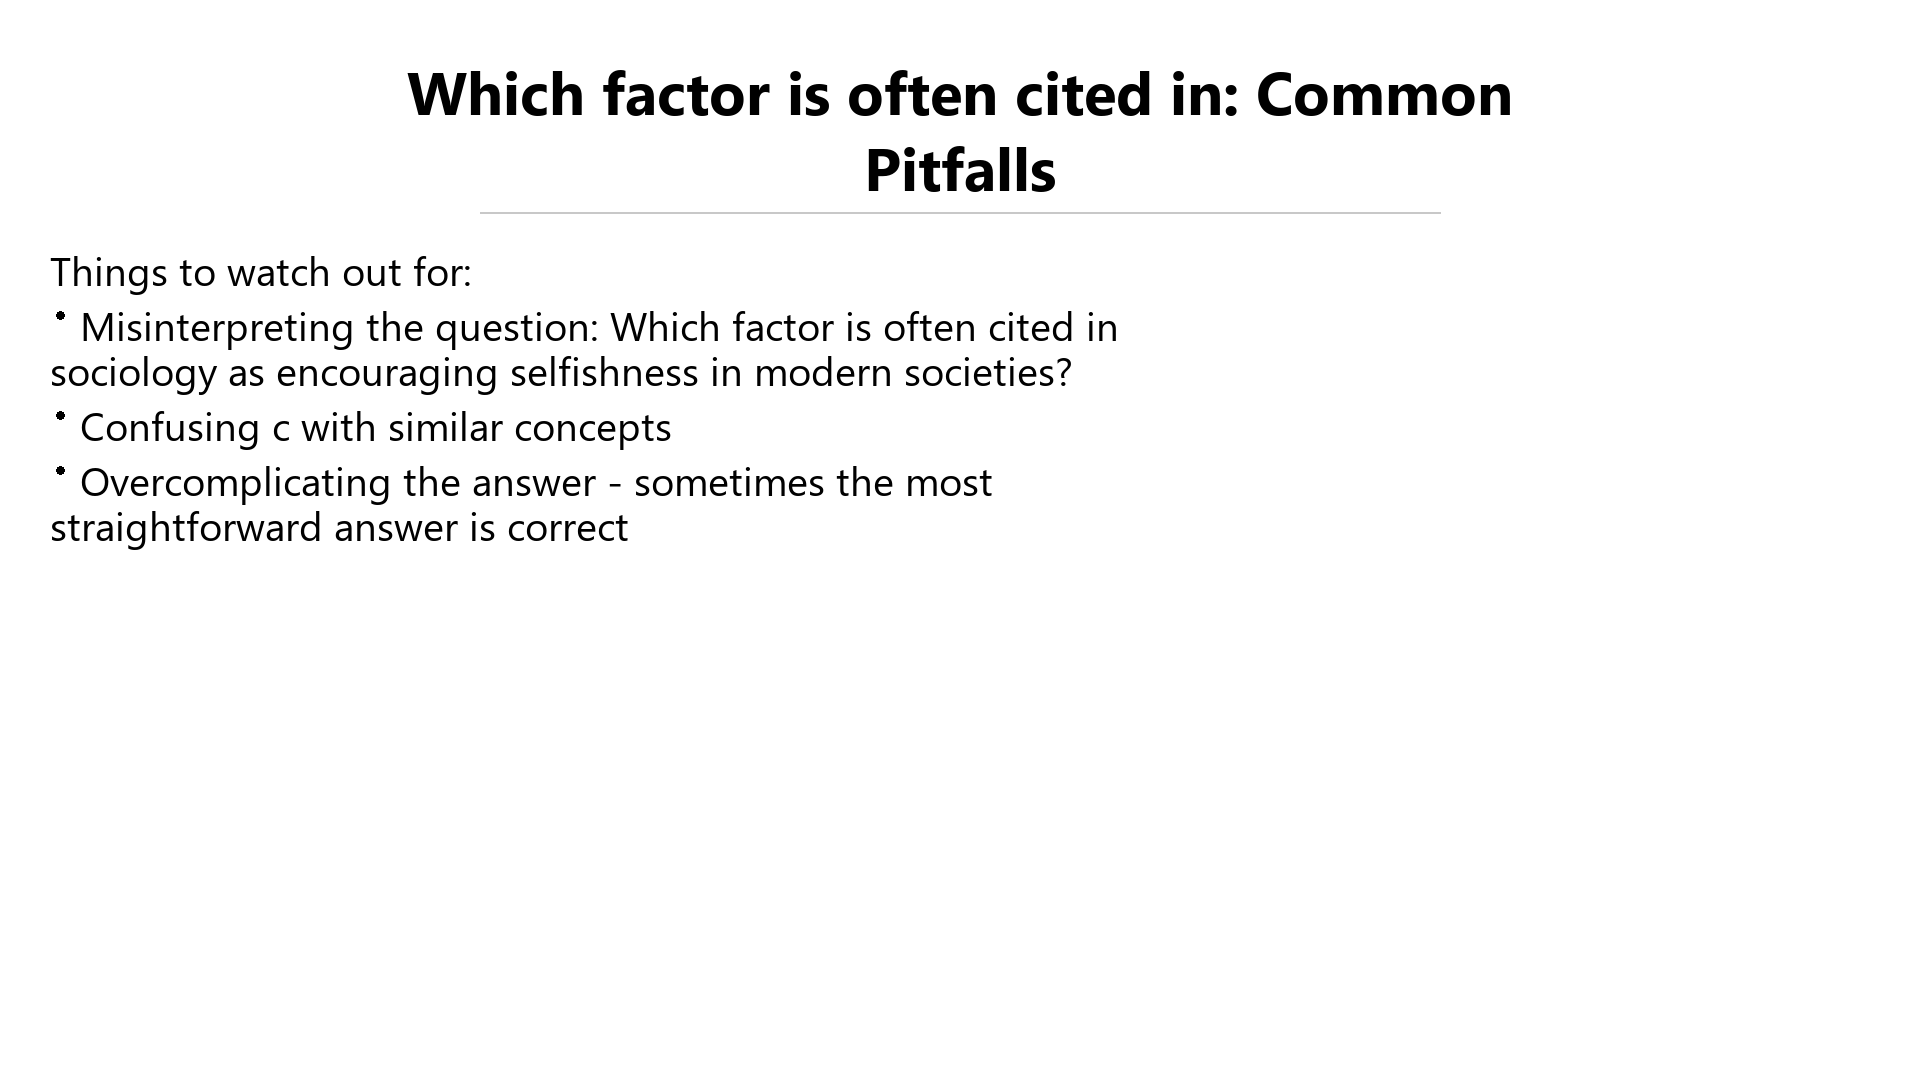 Which factor is often cited in: Common
Pitfalls
Things to watch out for:
• Misinterpreting the question: Which factor is often cited in
sociology as encouraging selfishness in modern societies?
• Confusing c with similar concepts
• Overcomplicating the answer - sometimes the most
straightforward answer is correct